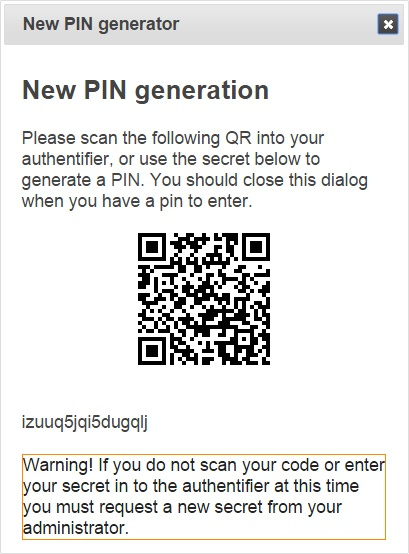 New PIN generator
New PIN generation
Please scan the following QR into your
authentifier, or use the secret below to
generate a PIN. You should close this dialog
when you have a pin to enter.
izuuq5jqi5dugqlj
Warning! If you do not scan your code or enter
your secret in to the authentifier at this time
you must request a new secret from your
administrator.